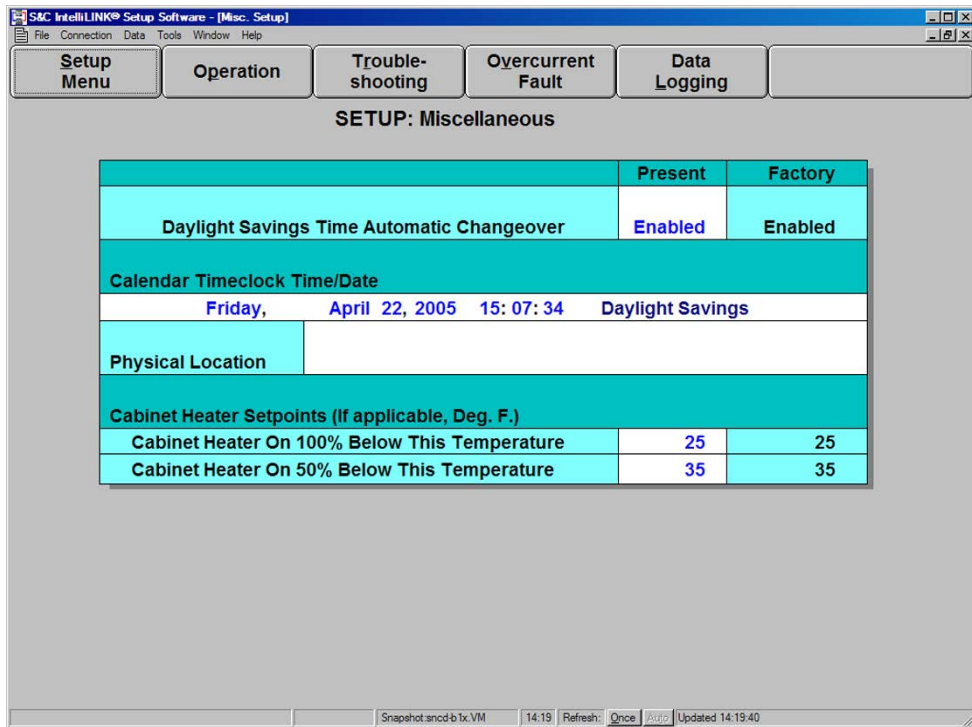 S&C IntelliLINK® Setup Software - [Misc. Setup]
File Connection Data Tools Window Help
Setup Menu
Operation
Trouble-shooting
Overcurrent Fault
Data Logging
SETUP: Miscellaneous
Present Factory
Daylight Savings Time Automatic Changeover Enabled Enabled
Calendar Timeclock Time/Date
Friday, April 22, 2005 15: 07: 34 Daylight Savings
Physical Location
Cabinet Heater Setpoints (If applicable, Deg. F.)
Cabinet Heater On 100% Below This Temperature 25 25
Cabinet Heater On 50% Below This Temperature 35 35
Snapshot:sncd-b1x.VM 14:19 Refresh: Once Auto Updated 14:19:40